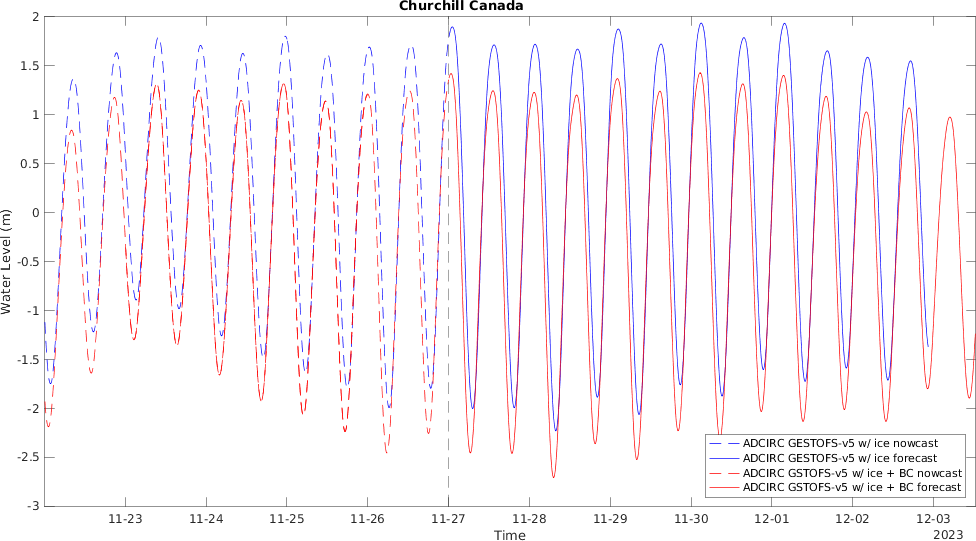 Churchill Canada
2
1.5
1
0.5
0
-0.5
-1
-1.5
-2
-2.5
-3
Water Level (m)
ADCIRC GESTOFS-v5 w/ ice nowcast
ADCIRC GESTOFS-v5 w/ ice forecast
ADCIRC GSTOFS-v5 w/ ice + BC nowcast
ADCIRC GSTOFS-v5 w/ ice + BC forecast
11-23 11-24 11-25 11-26 11-27 11-28 11-29 11-30 12-01 12-02 12-03
Time
2023